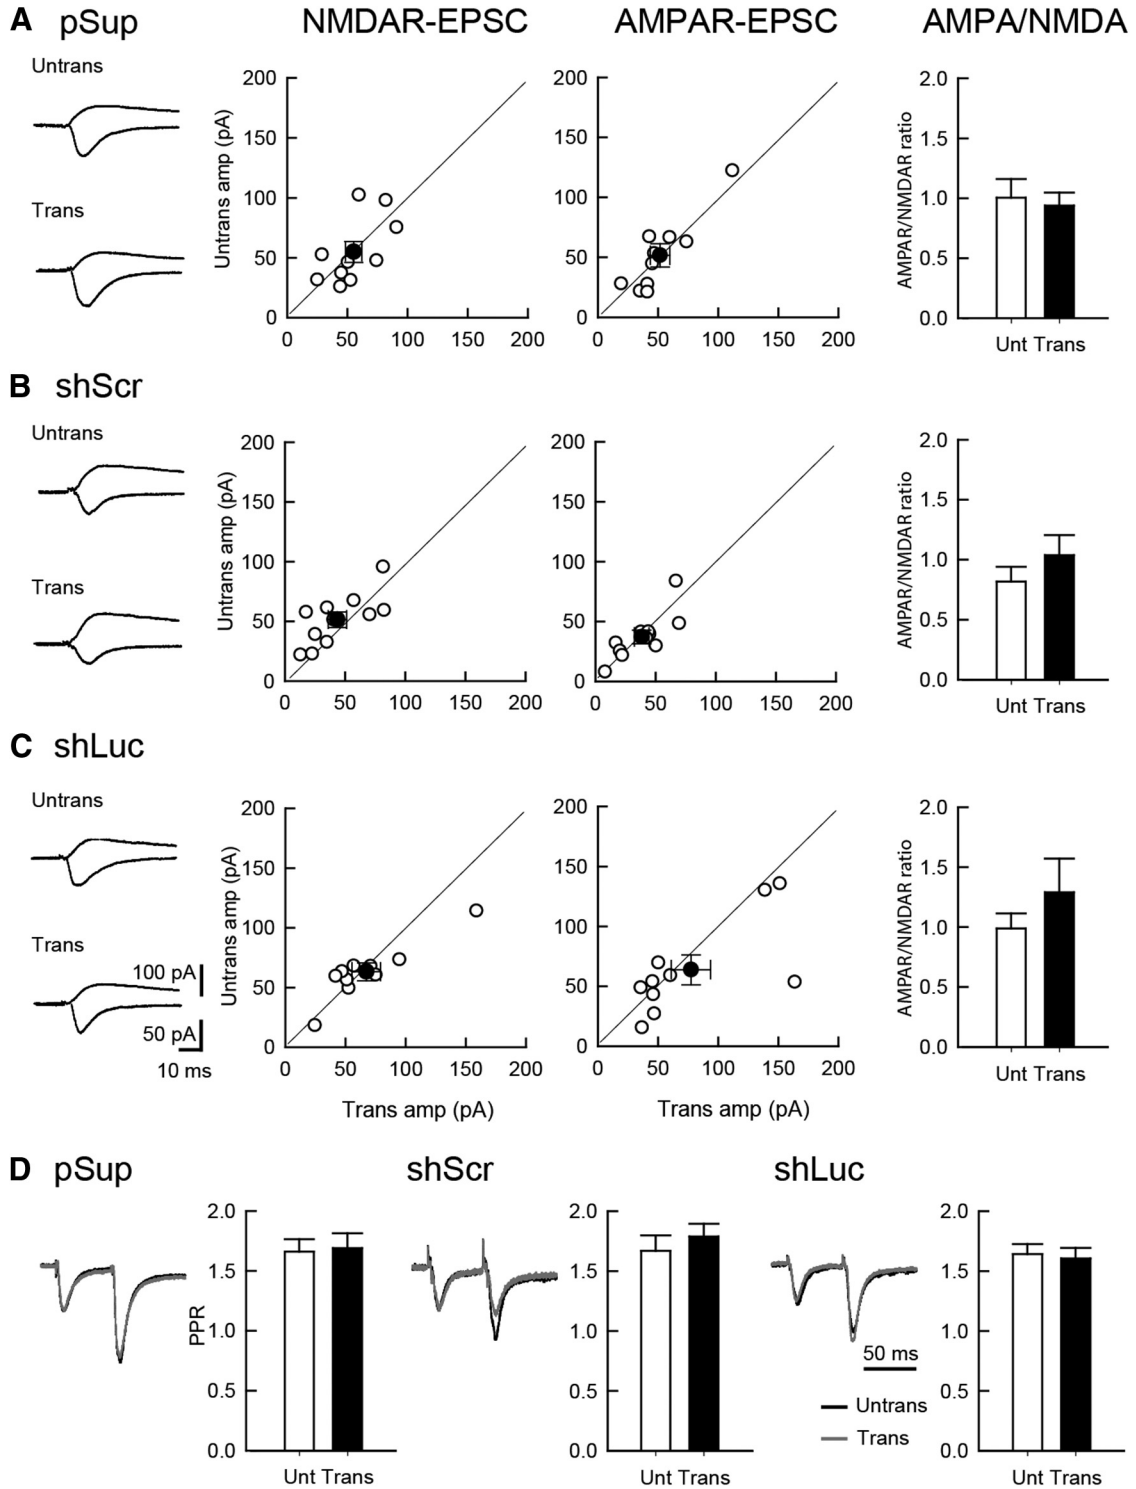 A pSup NMDAR-EPSC AMPAR-EPSC AMPA/NMDA
Untrans
Trans
Untrans amp (pA)
200
150
100
50
0
0 50 100 150 200
200
150
100
50
0
0 50 100 150 200
AMPAR/NMDAR ratio
2.0
1.5
1.0
0.5
0.0
Unt Trans
B shScr
Untrans
Trans
Untrans amp (pA)
200
150
100
50
0
0 50 100 150 200
200
150
100
50
0
0 50 100 150 200
AMPAR/NMDAR ratio
2.0
1.5
1.0
0.5
0.0
Unt Trans
C shLuc
Untrans
Trans
100 pA
50 pA
10 ms
Untrans amp (pA)
200
150
100
50
0
0 50 100 150 200
Trans amp (pA)
200
150
100
50
0
0 50 100 150 200
Trans amp (pA)
AMPAR/NMDAR ratio
2.0
1.5
1.0
0.5
0.0
Unt Trans
D pSup shScr shLuc
PPR
2.0
1.5
1.0
0.5
0.0
Unt Trans
2.0
1.5
1.0
0.5
0.0
Unt Trans
50 ms
Untrans
Trans
2.0
1.5
1.0
0.5
0.0
Unt Trans